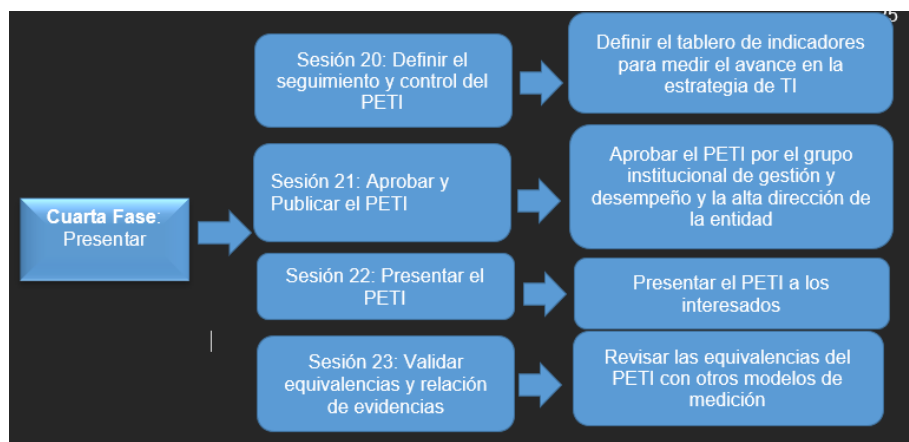 25
Sesión 20: Definir el
seguimiento y control del
PETI
Definir el tablero de indicadores
para medir el avance en la
estrategia de TI
Cuarta Fase:
Presentar
Sesión 21: Aprobar y
Publicar el PETI
Aprobar el PETI por el grupo
institucional de gestión y
desempeño y la alta dirección de
la entidad
Sesión 22: Presentar el
PETI
Presentar el PETI a los
interesados
Sesión 23: Validar
equivalencias y relación
de evidencias
Revisar las equivalencias del
PETI con otros modelos de
medición